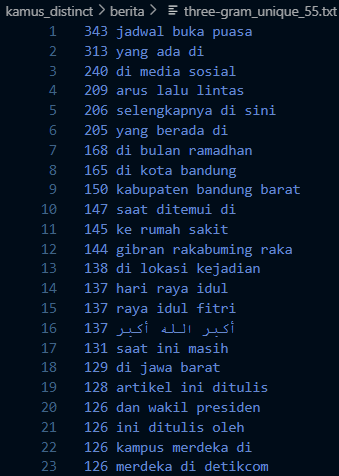 kamus_distinct > berita > three-gram_unique_55.txt
1 343 jadwal buka puasa
2 313 yang ada di
3 240 di media sosial
4 209 arus lalu lintas
5 206 selengkapnya di sini
6 205 yang berada di
7 168 di bulan ramadhan
8 165 di kota bandung
9 150 kabupaten bandung barat
10 147 saat ditemui di
11 145 ke rumah sakit
12 144 gibran rakabuming raka
13 138 di lokasi kejadian
14 137 hari raya idul
15 137 raya idul fitri
16 137 أكبر الله أكبر
17 131 saat ini masih
18 129 di jawa barat
19 128 artikel ini ditulis
20 126 dan wakil presiden
21 126 ini ditulis oleh
22 126 kampus merdeka di
23 126 merdeka di detikcom